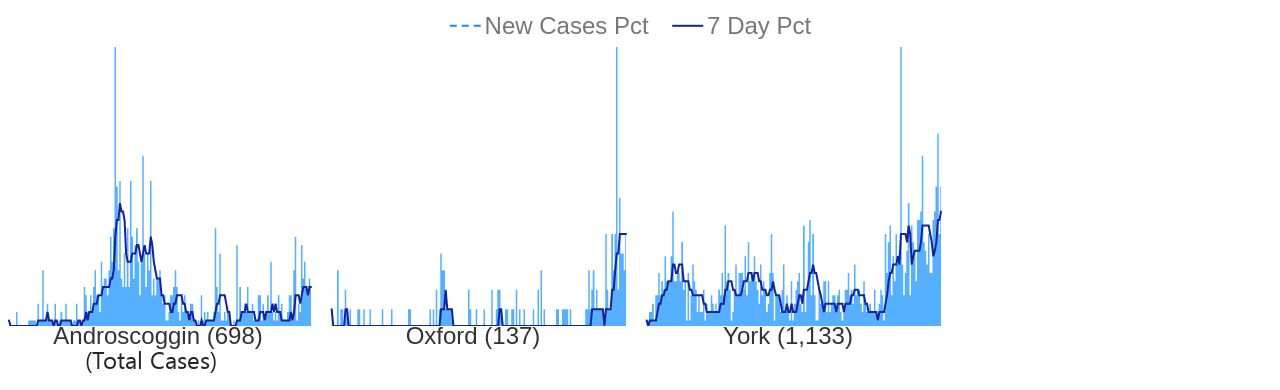 New Cases Pct 7 Day Pct
Androscoggin (698) Oxford (137) York (1,133)
(Total Cases)